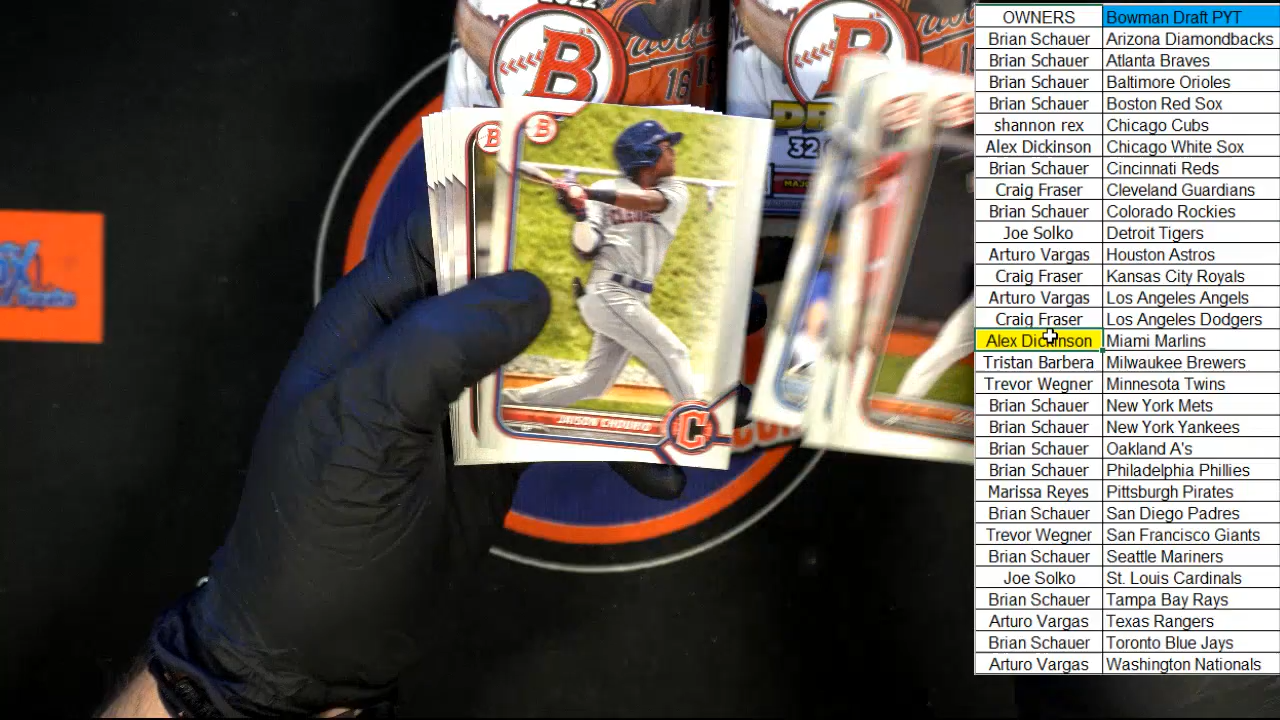 OWNERS Bowman Draft PYT
Brian Schauer Arizona Diamondbacks
Brian Schauer Atlanta Braves
Brian Schauer Baltimore Orioles
Brian Schauer Boston Red Sox
shannon rex Chicago Cubs
Alex Dickinson Chicago White Sox
Brian Schauer Cincinnati Reds
Craig Fraser Cleveland Guardians
Brian Schauer Colorado Rockies
Joe Solko Detroit Tigers
Arturo Vargas Houston Astros
Craig Fraser Kansas City Royals
Arturo Vargas Los Angeles Angels
Craig Fraser Los Angeles Dodgers
Alex Dickinson Miami Marlins
Tristan Barbera Milwaukee Brewers
Trevor Wegner Minnesota Twins
Brian Schauer New York Mets
Brian Schauer New York Yankees
Brian Schauer Oakland A's
Brian Schauer Philadelphia Phillies
Marissa Reyes Pittsburgh Pirates
Brian Schauer San Diego Padres
Trevor Wegner San Francisco Giants
Brian Schauer Seattle Mariners
Joe Solko St. Louis Cardinals
Brian Schauer Tampa Bay Rays
Arturo Vargas Texas Rangers
Brian Schauer Toronto Blue Jays
Arturo Vargas Washington Nationals
2022
B
B
18
18
32
B
B
C